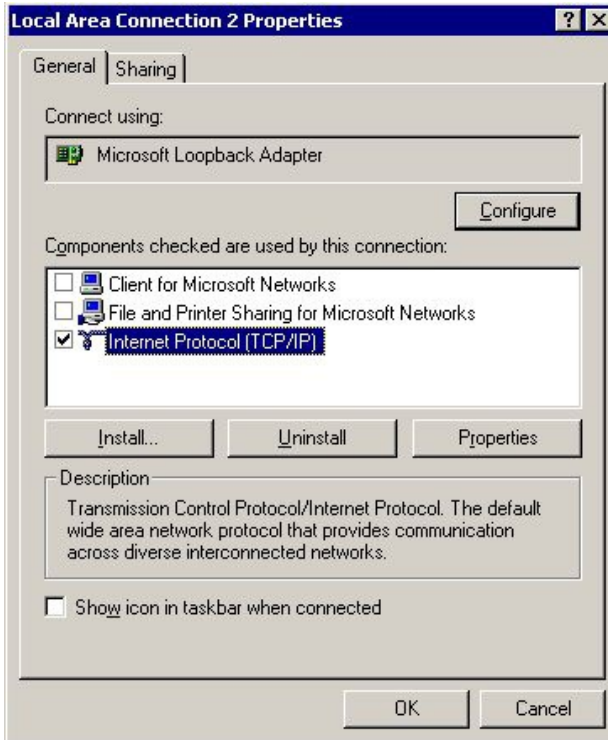 Local Area Connection 2 Properties
? X
General
Sharing
Connect using:
Microsoft Loopback Adapter
Configure
Components checked are used by this connection:
Client for Microsoft Networks
File and Printer Sharing for Microsoft Networks
Internet Protocol (TCP/IP)
Install...
Uninstall
Properties
Description
Transmission Control Protocol/Internet Protocol. The default
wide area network protocol that provides communication
across diverse interconnected networks.
Show icon in taskbar when connected
OK
Cancel